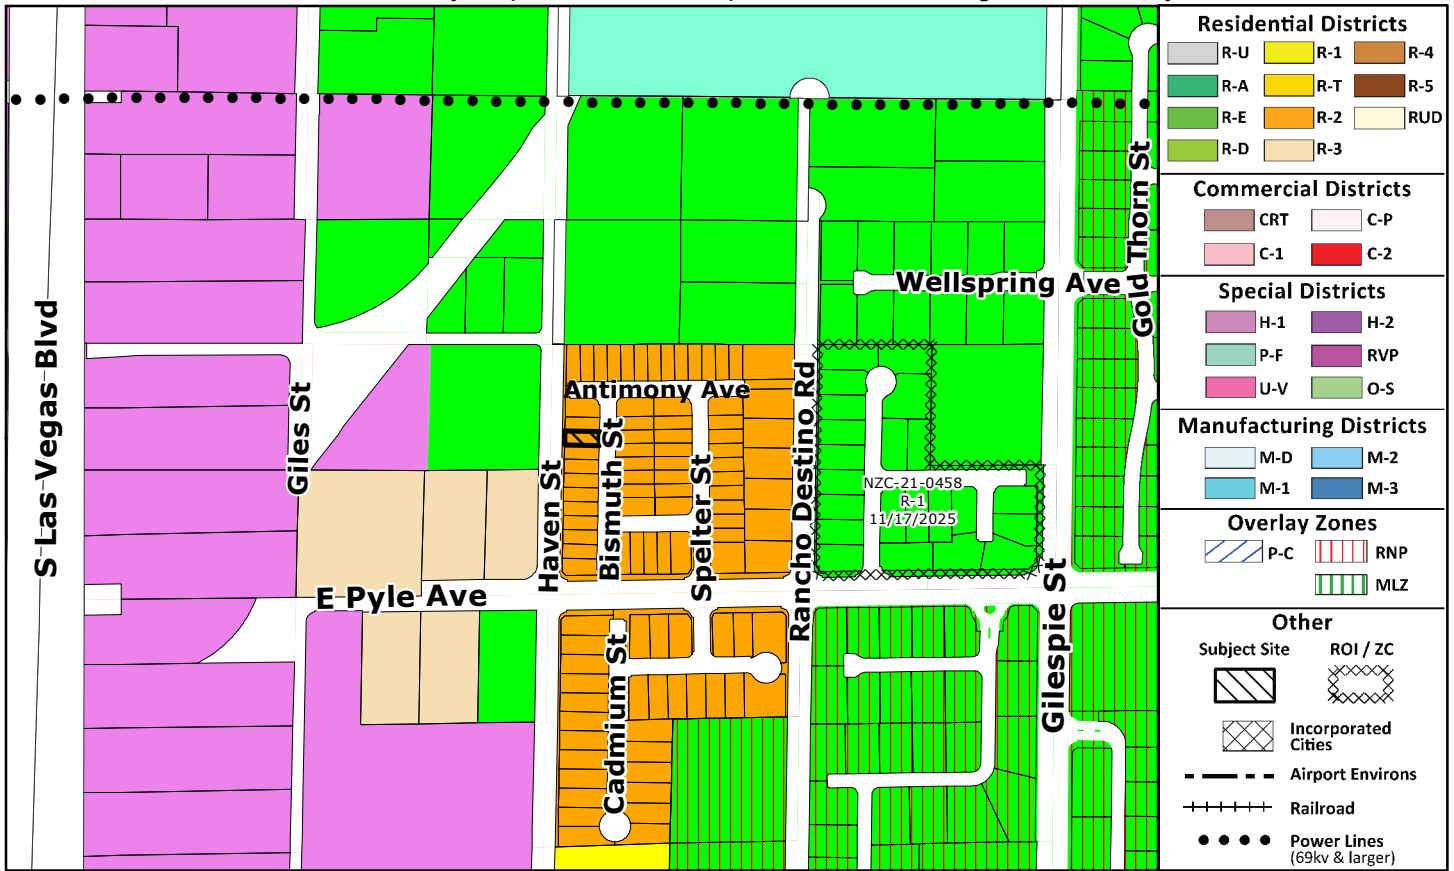 S Las Vegas Blvd
Giles St
Haven St
Antimony Ave
Bismuth St
Spelter St
Rancho Destino Rd
Wellspring Ave
Gold Thorn St
NZC-21-0458
R-1
11/17/2025
E Pyle Ave
Cadmium St
Gilespie St
Residential Districts
R-U
R-1
R-4
R-A
R-T
R-5
R-E
R-2
RUD
R-D
R-3
Commercial Districts
CRT
C-P
C-1
C-2
Special Districts
H-1
H-2
P-F
RVP
U-V
O-S
Manufacturing Districts
M-D
M-2
M-1
M-3
Overlay Zones
P-C
RNP
MLZ
Other
Subject Site
ROI / ZC
Incorporated
Cities
Airport Environs
Railroad
Power Lines
(69kv & larger)